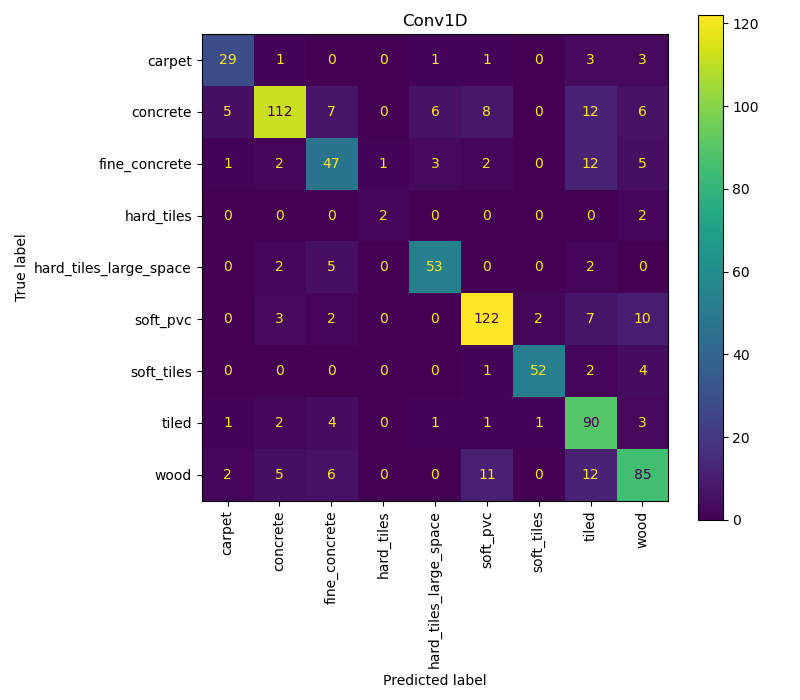 Conv1D
True label
carpet 29 1 0 0 1 1 0 3 3
concrete 5 112 7 0 6 8 0 12 6
fine_concrete 1 2 47 1 3 2 0 12 5
hard_tiles 0 0 0 2 0 0 0 0 2
hard_tiles_large_space 0 2 5 0 53 0 0 2 0
soft_pvc 0 3 2 0 0 122 2 7 10
soft_tiles 0 0 0 0 0 1 52 2 4
tiled 1 2 4 0 1 1 1 90 3
wood 2 5 6 0 0 11 0 12 85
carpet
concrete
fine_concrete
hard_tiles
hard_tiles_large_space
soft_pvc
soft_tiles
tiled
wood
Predicted label
120
100
80
60
40
20
0